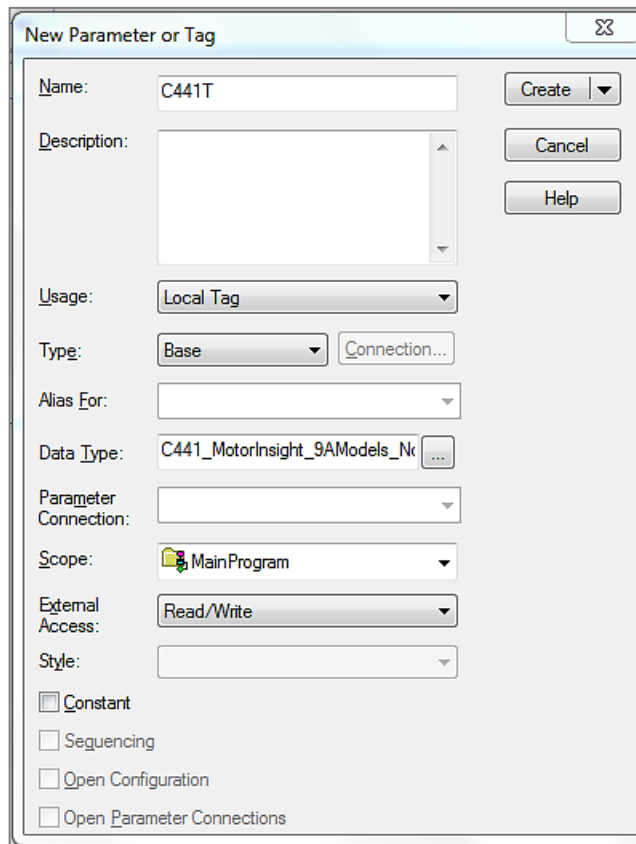 New Parameter or Tag
Name:
C441T
Create
Description:
Cancel
Help
Usage:
Local Tag
Type:
Base
Connection...
Alias For:
Data Type:
C441_MotorInsight_9AModels_No
...
Parameter
Connection:
Scope:
MainProgram
External
Access:
Read/Write
Style:
Constant
Sequencing
Open Configuration
Open Parameter Connections